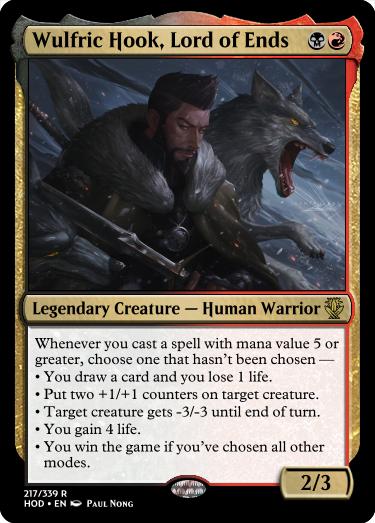 Wulfric Hook, Lord of Ends
Legendary Creature — Human Warrior
Whenever you cast a spell with mana value 5 or
greater, choose one that hasn't been chosen —
• You draw a card and you lose 1 life.
• Put two +1/+1 counters on target creature.
• Target creature gets -3/-3 until end of turn.
• You gain 4 life.
• You win the game if you've chosen all other
modes.
2/3
217/339 R
HOD • EN Paul Nong